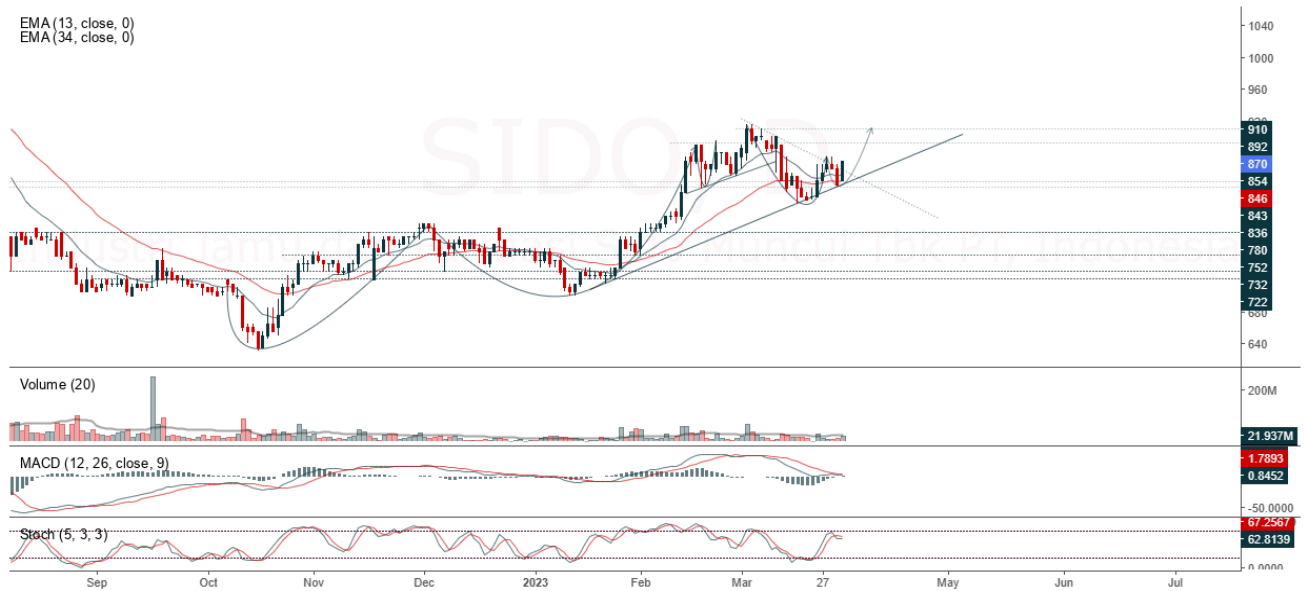 EMA (13, close, 0)
EMA (34, close, 0)
SIDO, D
1040
1000
960
910
892
870
854
846
843
836
780
752
732
722
680
640
Volume (20)
200M
21.937M
MACD (12, 26, close, 9)
1.7893
0.8452
-50.0000
Stoch (5, 3, 3)
67.2567
62.8139
0.0000
Sep
Oct
Nov
Dec
2023
Feb
Mar
27
May
Jun
Jul